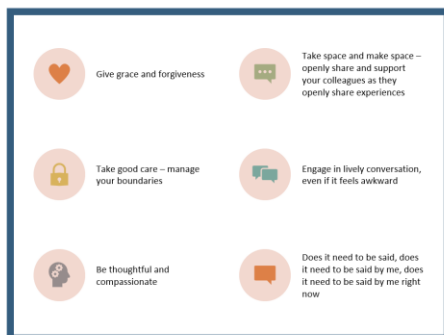 Give grace and forgiveness
Take space and make space –
openly share and support
your colleagues as they
openly share experiences
Take good care – manage
your boundaries
Engage in lively conversation,
even if it feels awkward
Be thoughtful and
compassionate
Does it need to be said, does
it need to be said by me, does
it need to be said by me right
now